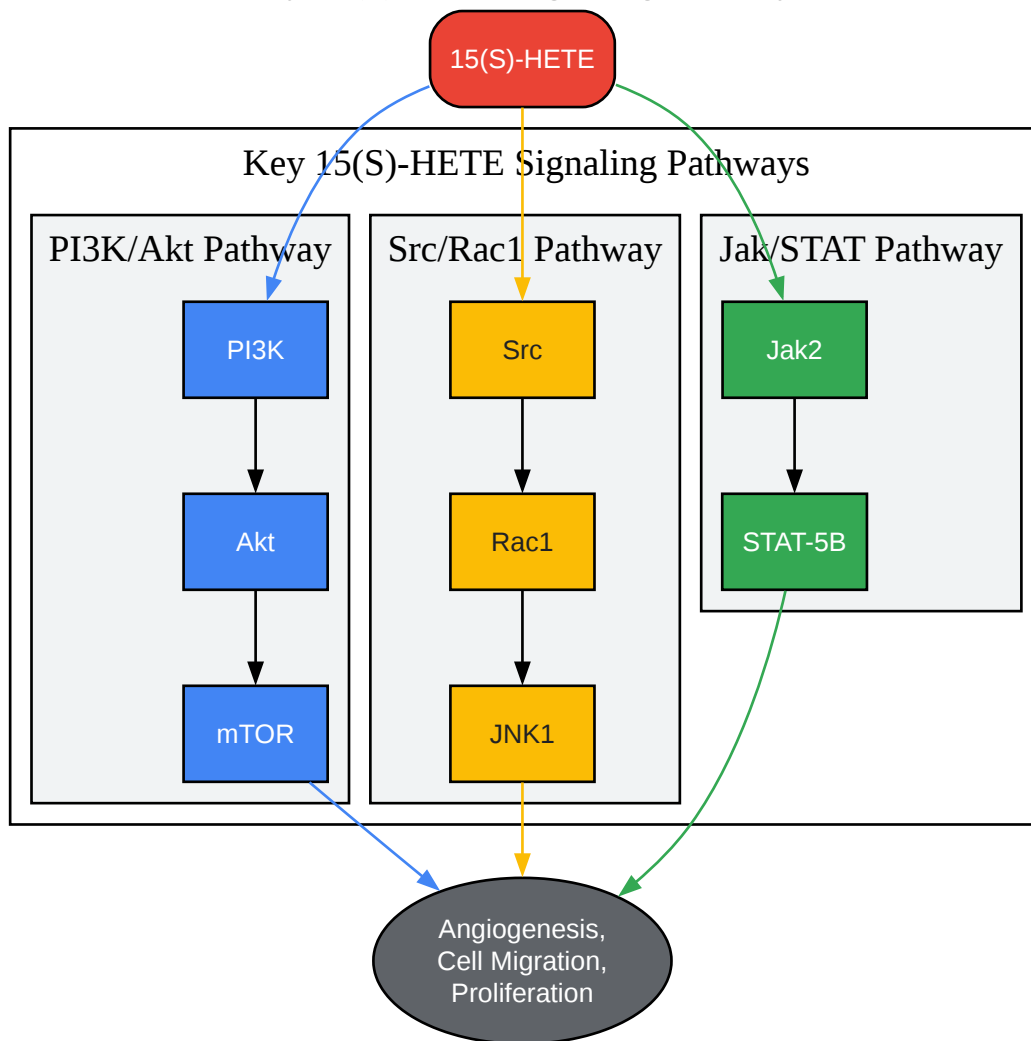 15(S)-HETE
Key 15(S)-HETE Signaling Pathways
PI3K/Akt Pathway
Src/Rac1 Pathway
Jak/STAT Pathway
PI3K
Src
Jak2
Akt
Rac1
STAT-5B
mTOR
JNK1
Angiogenesis,
Cell Migration,
Proliferation